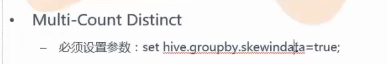 • Multi-Count Distinct
– 必须设置参数：set hive.groupby.skewindata=true;